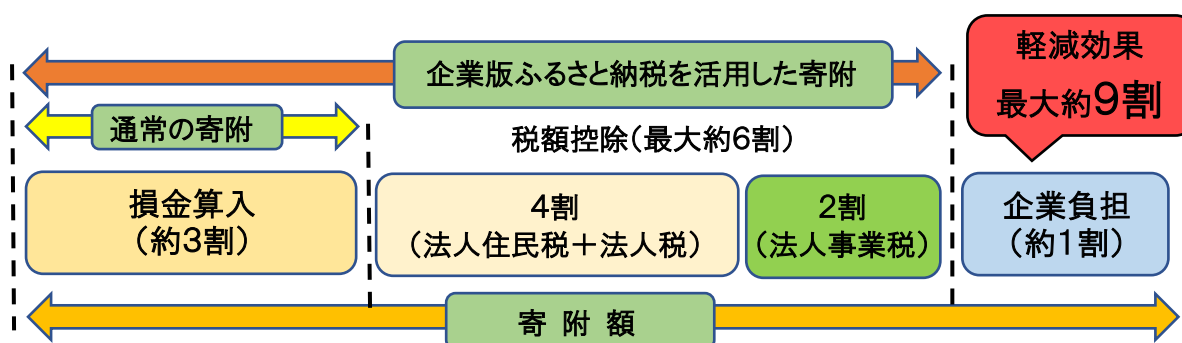 企業版ふるさと納税を活用した寄附
軽減効果
最大約9割
通常の寄附
税額控除（最大約6割）
損金算入
（約3割）
4割
（法人住民税＋法人税）
2割
（法人事業税）
企業負担
（約1割）
寄 附 額